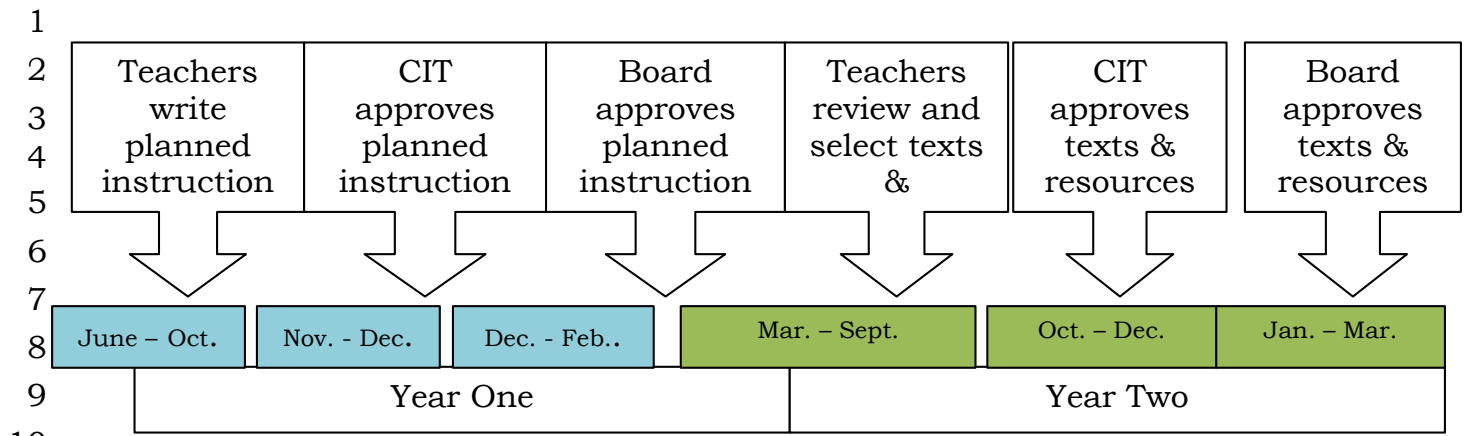 1
2
3
4
5
6
7
8
9
10
Teachers
write
planned
instruction
CIT
approves
planned
instruction
Board
approves
planned
instruction
Teachers
review and
select texts
&
CIT
approves
texts &
resources
Board
approves
texts &
resources
June – Oct.
Nov. - Dec.
Dec. - Feb..
Mar. – Sept.
Oct. – Dec.
Jan. – Mar.
Year One
Year Two